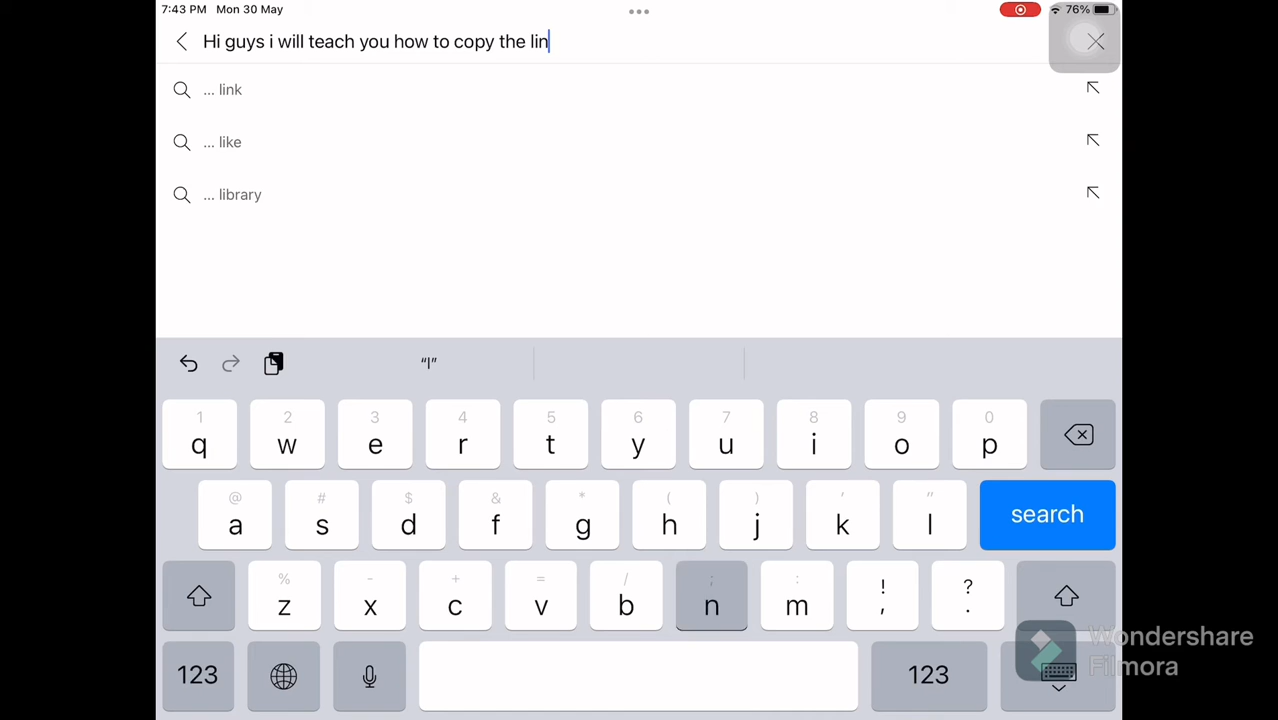 7:43 PM Mon 30 May
76%
Hi guys i will teach you how to copy the lin
... link
... like
... library
“I”
1 2 3 4 5 6 7 8 9 0
q w e r t y u i o p
@ # $ & * ( ) ' "
a s d f g h j k l search
% - + = / ; : ! ?
z x c v b n m , .
123 123
Wondershare
Filmora